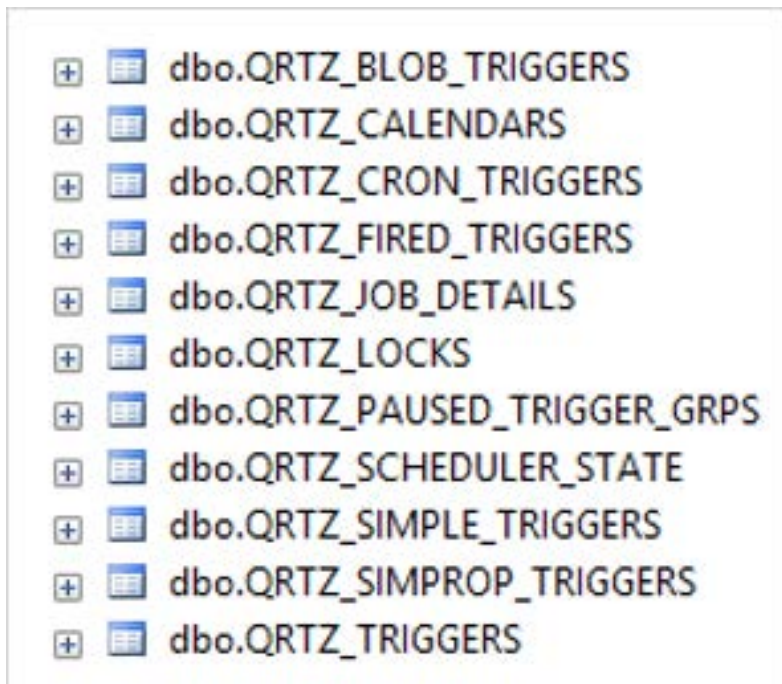 dbo.QRTZ_BLOB_TRIGGERS
dbo.QRTZ_CALENDARS
dbo.QRTZ_CRON_TRIGGERS
dbo.QRTZ_FIRED_TRIGGERS
dbo.QRTZ_JOB_DETAILS
dbo.QRTZ_LOCKS
dbo.QRTZ_PAUSED_TRIGGER_GRPS
dbo.QRTZ_SCHEDULER_STATE
dbo.QRTZ_SIMPLE_TRIGGERS
dbo.QRTZ_SIMPROP_TRIGGERS
dbo.QRTZ_TRIGGERS